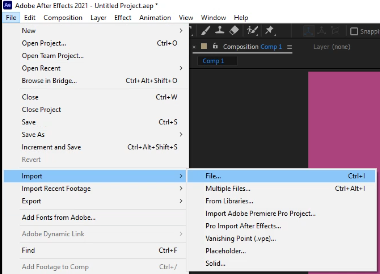 Ae Adobe After Effects 2021 - Untitled Project.aep *
File Edit Composition Layer Effect Animation View Window Help
New
Open Project... Ctrl+O
Open Team Project...
Open Recent
Browse in Bridge... Ctrl+Alt+Shift+O
Close Ctrl+W
Close Project
Save Ctrl+S
Save As
Increment and Save Ctrl+Alt+Shift+S
Revert
Import
Import Recent Footage
Export
Add Fonts from Adobe...
Adobe Dynamic Link
Find Ctrl+F
Add Footage to Comp Ctrl+/
Snapping
Composition Comp 1
Layer (none)
Comp 1
File... Ctrl+I
Multiple Files... Ctrl+Alt+I
From Libraries...
Import Adobe Premiere Pro Project...
Pro Import After Effects...
Vanishing Point (.vpe)...
Placeholder...
Solid...